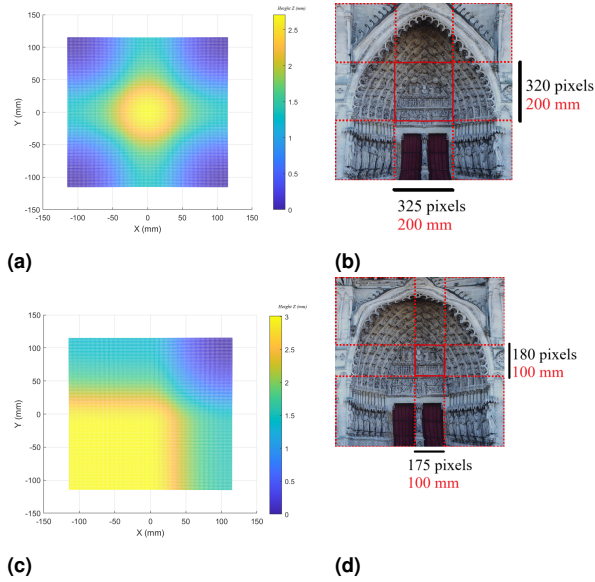 Height Z (mm)
150
100
50
0
-50
-100
-150
Y (mm)
-150
-100
-50
0
50
100
150
X (mm)
2.5
2
1.5
1
0.5
0
320 pixels
200 mm
325 pixels
200 mm
(a)
(b)
Height Z (mm)
150
100
50
0
-50
-100
-150
Y (mm)
-150
-100
-50
0
50
100
150
X (mm)
3
2.5
2
1.5
1
0.5
0
180 pixels
100 mm
175 pixels
100 mm
(c)
(d)